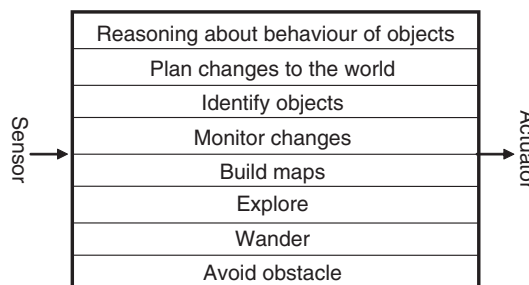 Reasoning about behaviour of objects
Plan changes to the world
Identify objects
Monitor changes
Build maps
Explore
Wander
Avoid obstacle
Sensor
Actuator